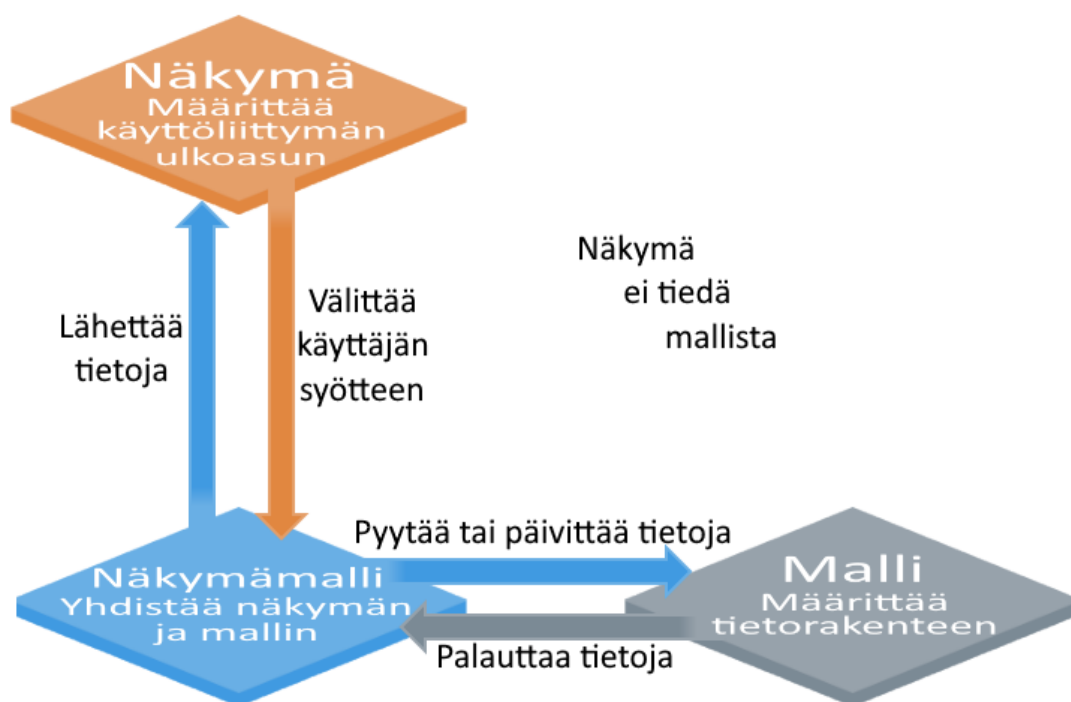 Näkymä
Määrittää
käyttöliittymän
ulkoasun
Lähettää
tietoja
Välittää
käyttäjän
syötteen
Näkymä
ei tiedä
mallista
Pyytää tai päivittää tietoja
Näkymämalli
Yhdistää näkymän
ja mallin
Malli
Määrittää
tietorakenteen
Palauttaa tietoja